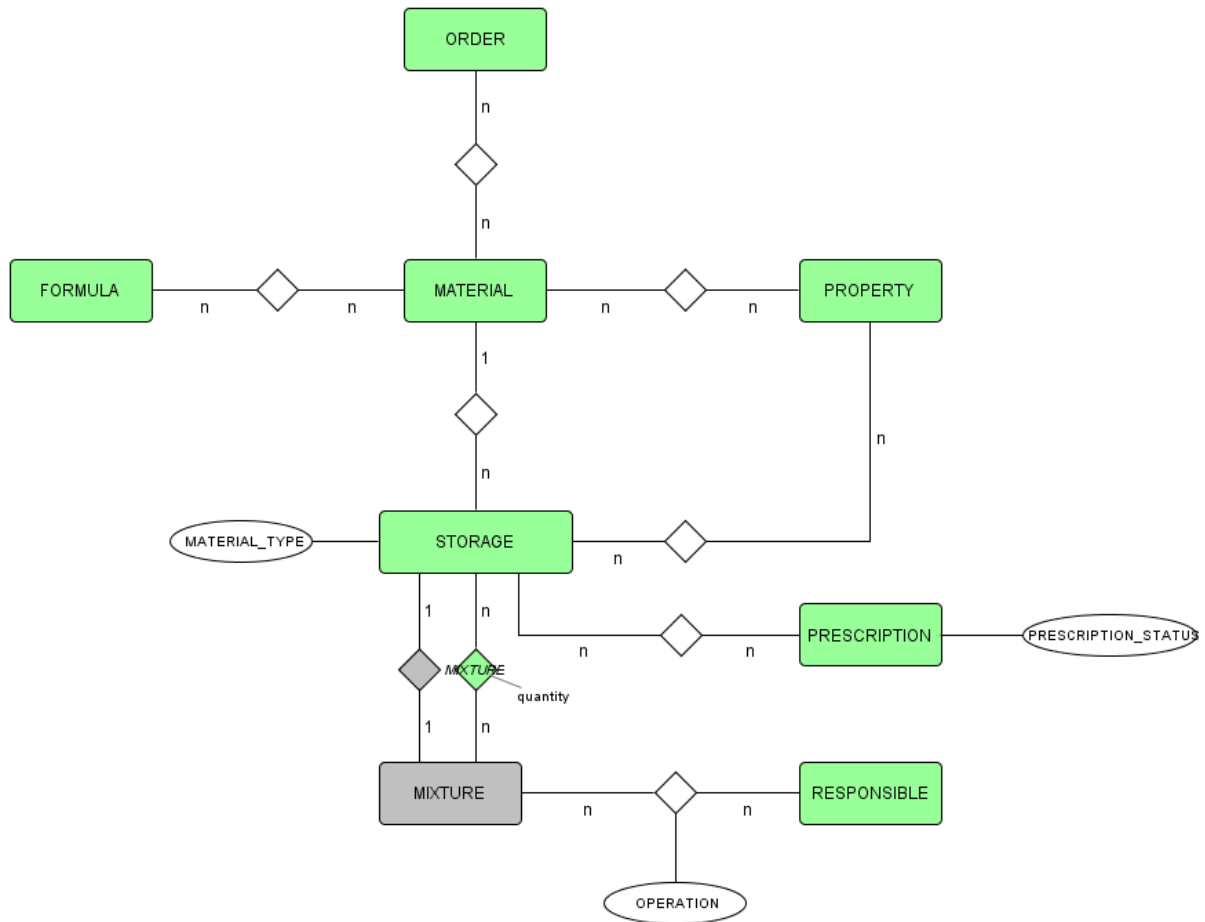 ORDER
n
n
FORMULA
n
n
MATERIAL
n
n
PROPERTY
1
n
n
MATERIAL_TYPE
STORAGE
n
1
n
n
n
PRESCRIPTION
PRESCRIPTION_STATUS
MIXTURE
quantity
1
n
MIXTURE
n
n
RESPONSIBLE
OPERATION